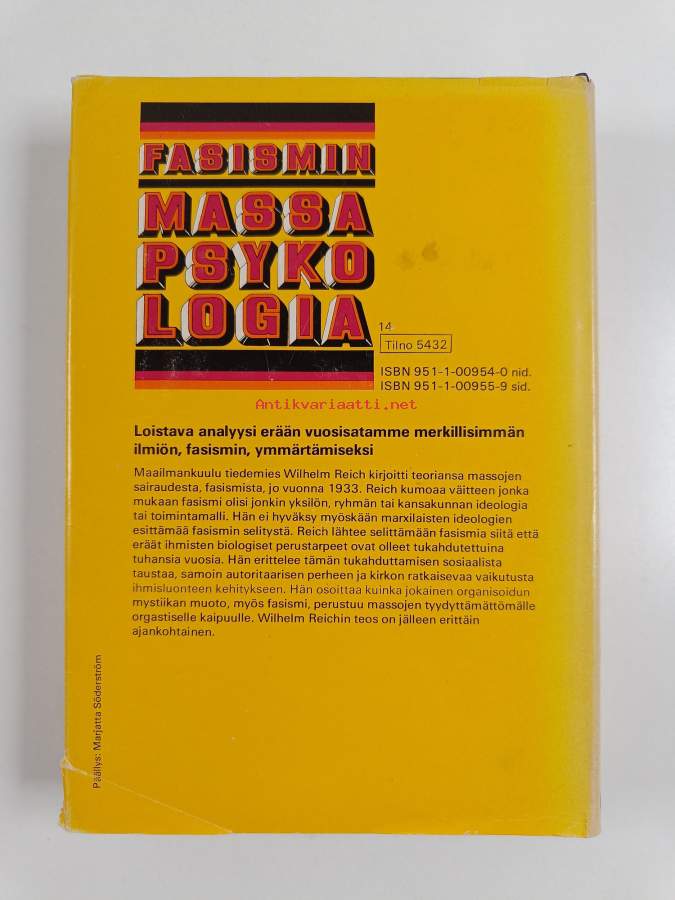 FASISMIN
MASSA
PSYKO
LOGIA
14
Tilno 5432
ISBN 951-1-00954-0 nid.
ISBN 951-1-00955-9 sid.
Antikvariaatti.net
Loistava analyysi erään vuosisatamme merkillisimmän
ilmiön, fasismin, ymmärtämiseksi
Maailmankuulu tiedemies Wilhelm Reich kirjoitti teoriansa massojen
sairaudesta, fasismista, jo vuonna 1933. Reich kumoaa väitteen jonka
mukaan fasismi olisi jonkin yksilön, ryhmän tai kansakunnan ideologia
tai toimintamalli. Hän ei hyväksy myöskään marxilaisten ideologien
esittämää fasismin selitystä. Reich lähtee selittämään fasismia siitä että
eräät ihmisten biologiset perustarpeet ovat olleet tukahdutettuina
tuhansia vuosia. Hän erittelee tämän tukahduttamisen sosiaalista
taustaa, samoin autoritaarisen perheen ja kirkon ratkaisevaa vaikutusta
ihmisluonteen kehitykseen. Hän osoittaa kuinka jokainen organisoidun
mystiikan muoto, myös fasismi, perustuu massojen tyydyttämättömälle
orgastiselle kaipuulle. Wilhelm Reichin teos on jälleen erittäin
ajankohtainen.
Päällys: Marjatta Söderström